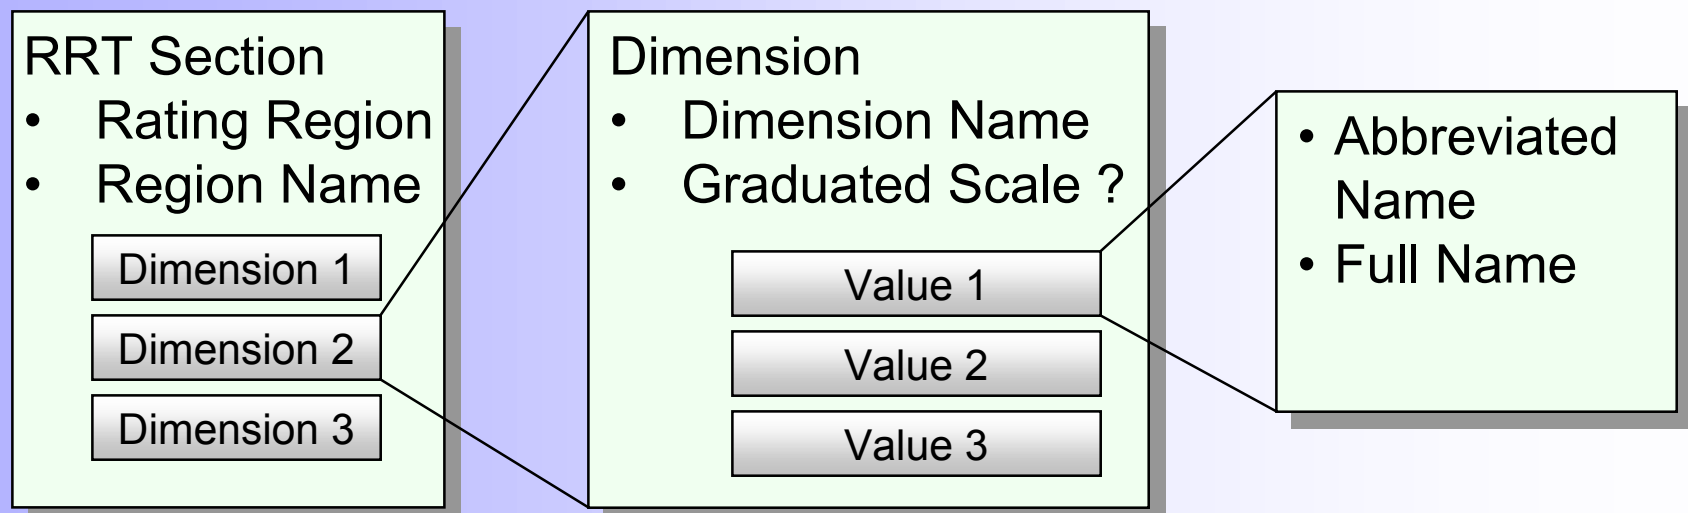 RRT Section
• Rating Region
• Region Name
Dimension 1
Dimension 2
Dimension 3
Dimension
• Dimension Name
• Graduated Scale ?
Value 1
Value 2
Value 3
• Abbreviated
Name
• Full Name